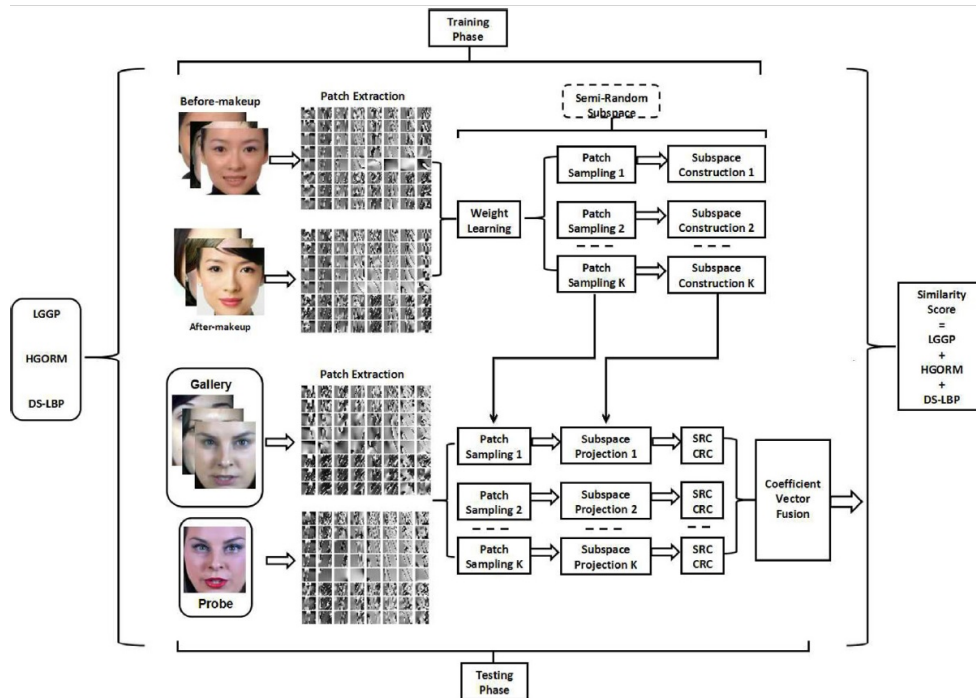 Training
Phase
Before-makeup
Patch Extraction
Semi-Random
Subspace
Patch
Sampling 1
Subspace
Construction 1
Weight
Learning
Patch
Sampling 2
Subspace
Construction 2
Patch
Sampling K
Subspace
Construction K
After-makeup
LGGP
HGORM
DS-LBP
Similarity
Score
=
LGGP
+
HGORM
+
DS-LBP
Gallery
Patch Extraction
Patch
Sampling 1
Subspace
Projection 1
SRC
CRC
Patch
Sampling 2
Subspace
Projection 2
SRC
CRC
Patch
Sampling K
Subspace
Projection K
SRC
CRC
Coefficient
Vector
Fusion
Probe
Testing
Phase